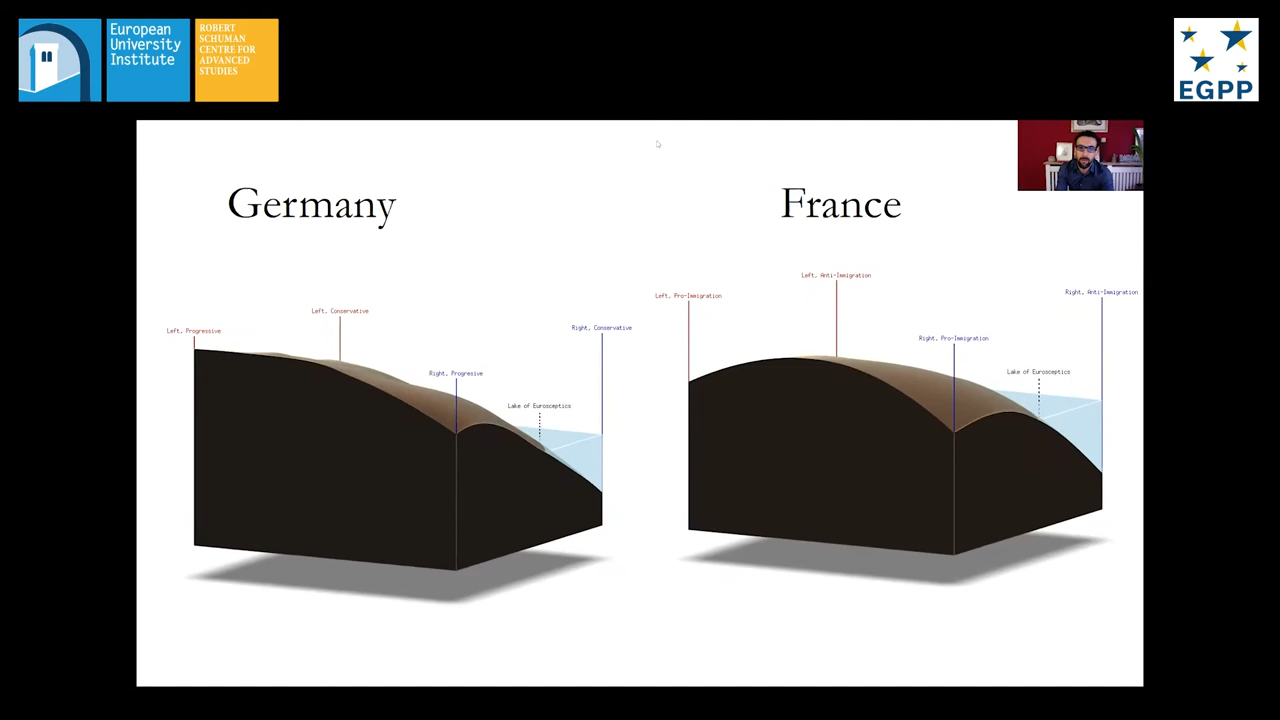 European
University
Institute
ROBERT
SCHUMAN
CENTRE FOR
ADVANCED
STUDIES
EGPP
Germany
France
Left, Progressive
Left, Conservative
Right, Progresive
Lake of Eurosceptics
Right, Conservative
Left, Pro-Immigration
Left, Anti-Immigration
Right, Pro-Immigration
Lake of Eurosceptics
Right, Anti-Immigration